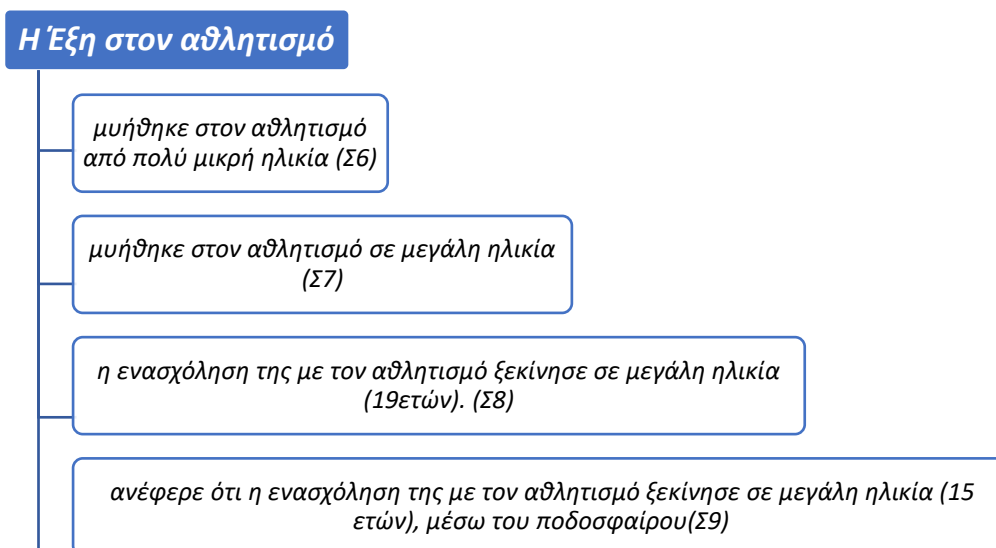 Η Έξη στον αθλητισμό
μυήθηκε στον αθλητισμό
από πολύ μικρή ηλικία (Σ6)
μυήθηκε στον αθλητισμό σε μεγάλη ηλικία
(Σ7)
η ενασχόληση της με τον αθλητισμό ξεκίνησε σε μεγάλη ηλικία
(19ετών). (Σ8)
ανέφερε ότι η ενασχόληση της με τον αθλητισμό ξεκίνησε σε μεγάλη ηλικία (15
ετών), μέσω του ποδοσφαίρου(Σ9)